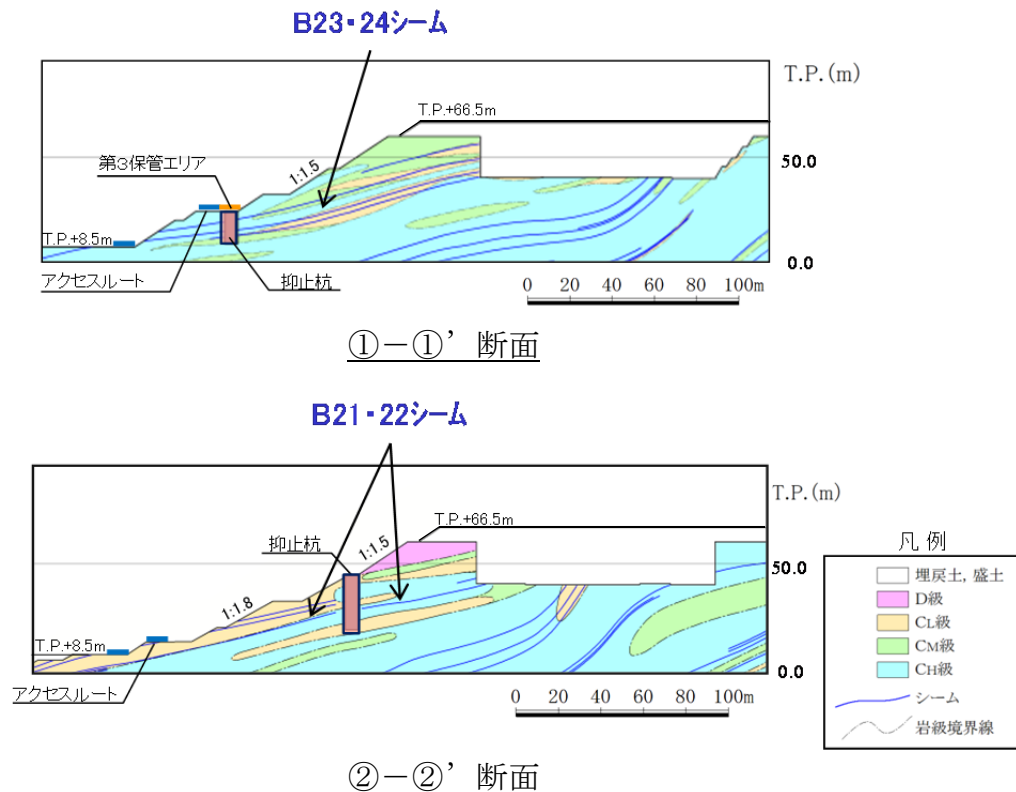 B23・24シーム
T.P.(m)
T.P.+66.5m
第3保管エリア
1:1.5
50.0
T.P.+8.5m
0.0
アクセスルート
抑止杭
0 20 40 60 80 100m
①－①’断面
B21・22シーム
T.P.(m)
T.P.+66.5m
抑止杭
1:1.5
凡 例
50.0
埋戻土, 盛土
D級
1:1.8
CL級
CM級
T.P.+8.5m
0.0
CH級
アクセスルート
シーム
0 20 40 60 80 100m
岩級境界線
②－②’断面